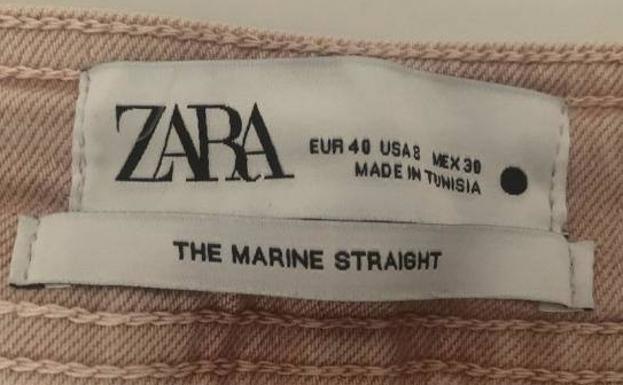 ZARA
EUR 40 USA 8 MEX 30
MADE IN TUNISIA
THE MARINE STRAIGHT